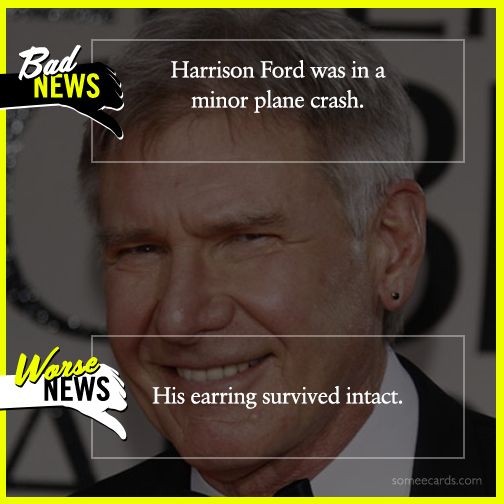 Bad
NEWS
Harrison Ford was in a
minor plane crash.
Worse
NEWS
His earring survived intact.
someecards.com